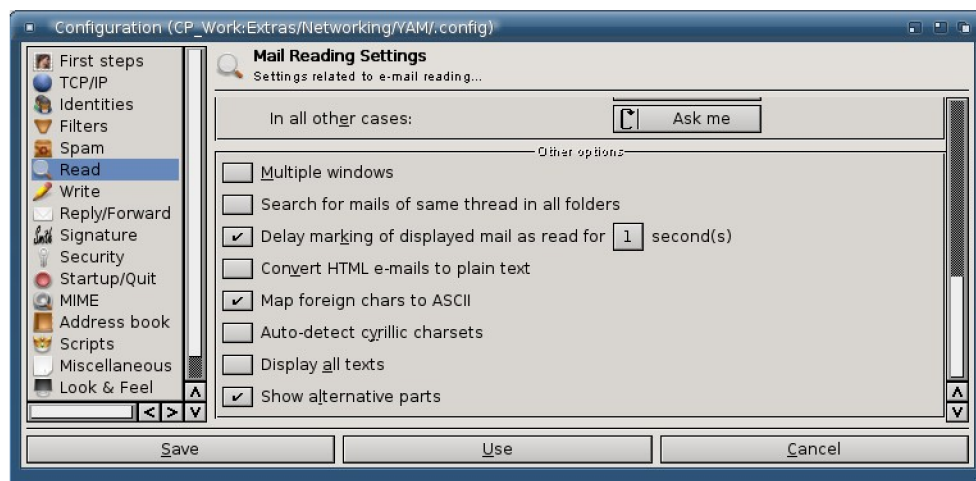 Configuration (CP_Work:Extras/Networking/YAM/.config)
First steps
TCP/IP
Identities
Filters
Spam
Read
Write
Reply/Forward
Signature
Security
Startup/Quit
MIME
Address book
Scripts
Miscellaneous
Look & Feel
Mail Reading Settings
Settings related to e-mail reading...
In all other cases: Ask me
Other options
Multiple windows
Search for mails of same thread in all folders
Delay marking of displayed mail as read for 1 second(s)
Convert HTML e-mails to plain text
Map foreign chars to ASCII
Auto-detect cyrillic charsets
Display all texts
Show alternative parts
Save Use Cancel